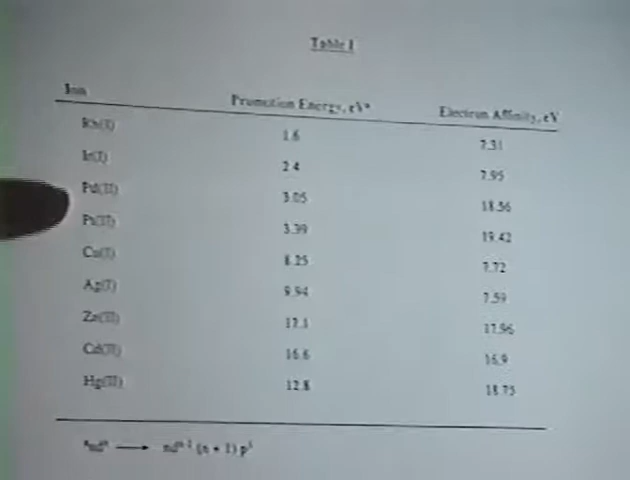 Table I
Ion Promotion Energy, eV* Electron Affinity, eV
Rh(I) 1.6 7.31
Ir(I) 2.4 7.95
Pd(II) 3.05 18.56
Pt(II) 3.39 19.42
Cu(I) 8.25 7.72
Ag(I) 9.94 7.59
Zn(II) 17.1 17.96
Cd(II) 16.6 16.9
Hg(II) 12.8 18.75